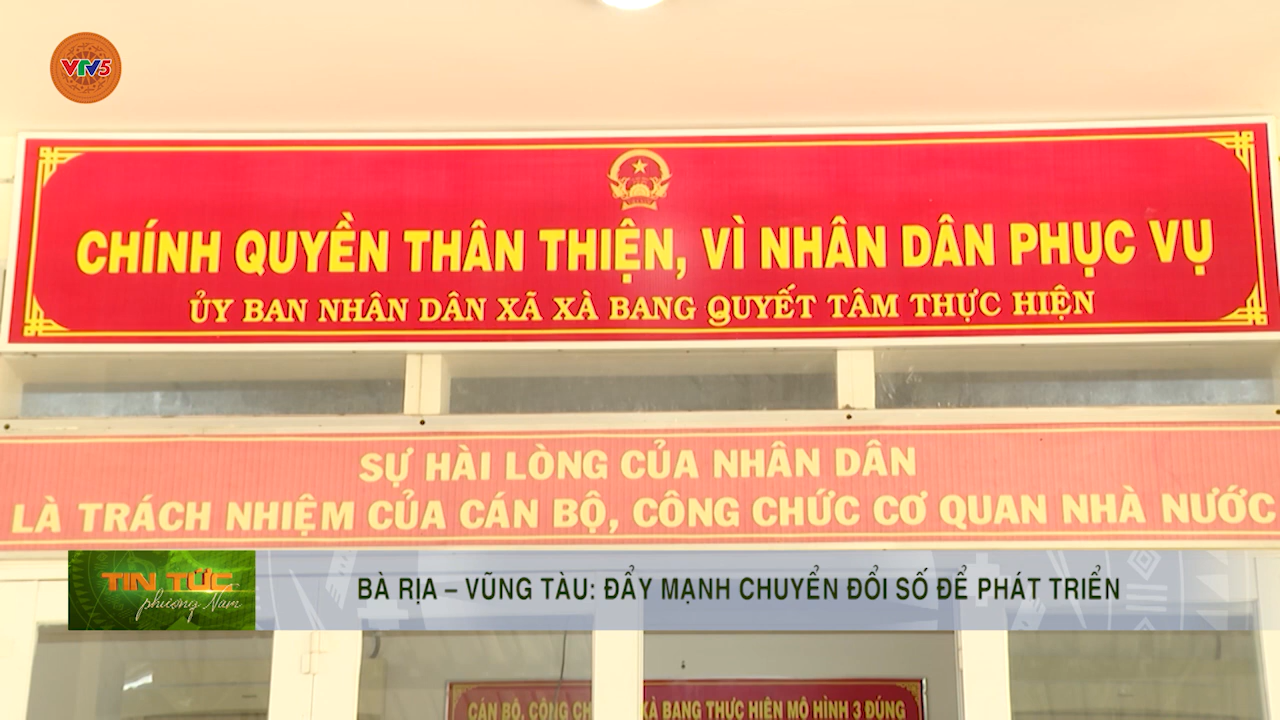 VTV5
CHÍNH QUYỀN THÂN THIỆN, VÌ NHÂN DÂN PHỤC VỤ
ỦY BAN NHÂN DÂN XÃ XÀ BANG QUYẾT TÂM THỰC HIỆN
SỰ HÀI LÒNG CỦA NHÂN DÂN
LÀ TRÁCH NHIỆM CỦA CÁN BỘ, CÔNG CHỨC CƠ QUAN NHÀ NƯỚC
TIN TỨC
phương Nam
BÀ RỊA – VŨNG TÀU: ĐẨY MẠNH CHUYỂN ĐỔI SỐ ĐỂ PHÁT TRIỂN
CÁN BỘ, CÔNG XÀ BANG THỰC HIỆN MÔ HÌNH 3 ĐÚNG